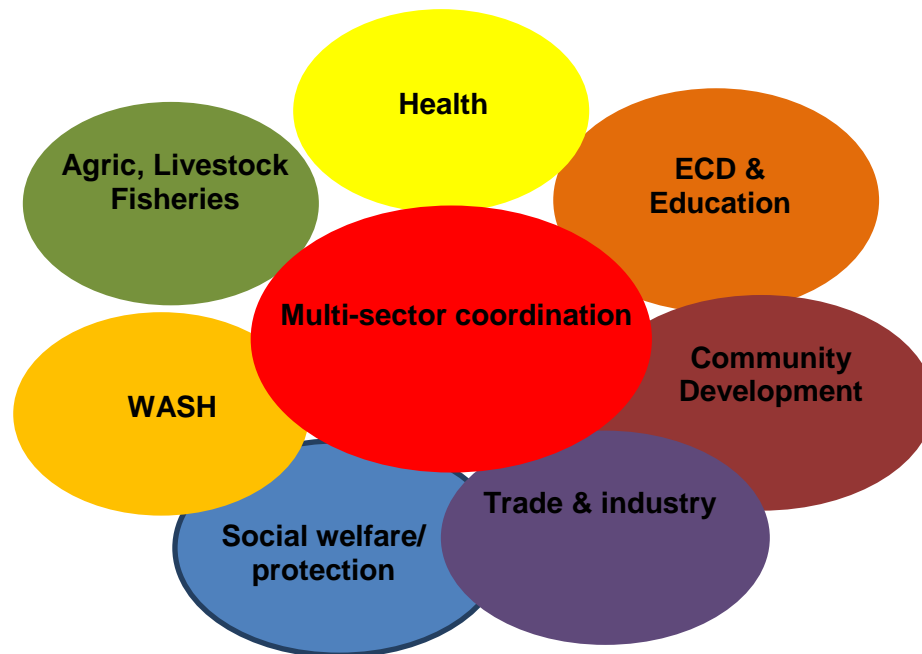 Health
Agric, Livestock
Fisheries
ECD &
Education
Multi-sector coordination
Community
Development
WASH
Trade & industry
Social welfare/
protection